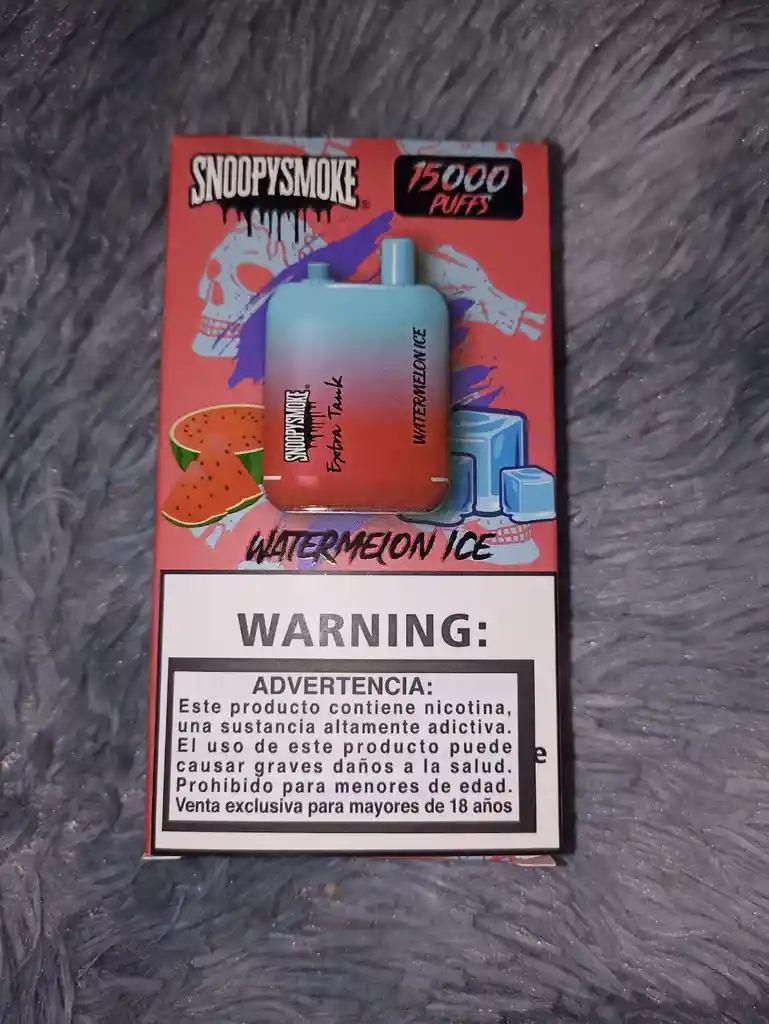 SNOOPYSMOKE®
15000
PUFFS
SNOOPYSMOKE®
Extra Tank
WATERMELON ICE
WATERMELON ICE
WARNING:
ADVERTENCIA:
Este producto contiene nicotina,
una sustancia altamente adictiva.
El uso de este producto puede
causar graves daños a la salud.
Prohibido para menores de edad.
Venta exclusiva para mayores de 18 años
e